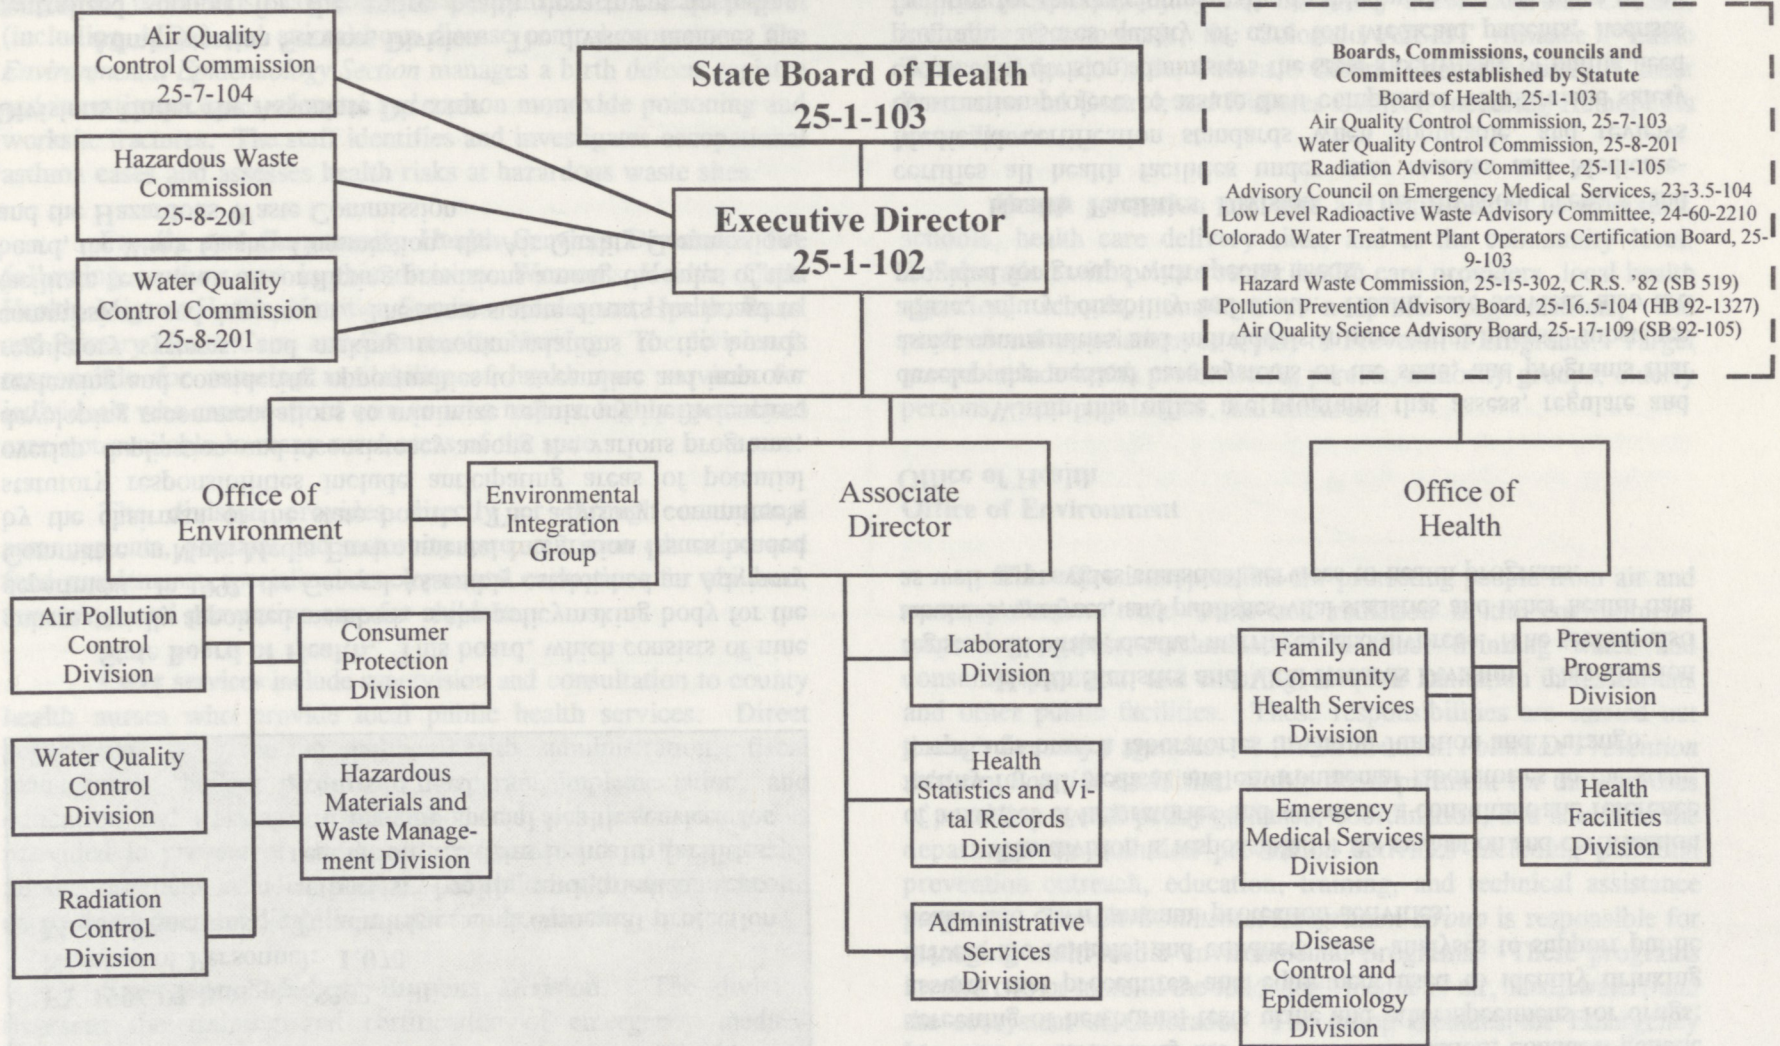 Air Quality
Control Commission
25-7-104
Hazardous Waste
Commission
25-8-201
Water Quality
Control Commission
25-8-201
State Board of Health
25-1-103
Executive Director
25-1-102
Boards, Commissions, councils and
Committees established by Statute
Board of Health, 25-1-103
Air Quality Control Commission, 25-7-103
Water Quality Control Commission, 25-8-201
Radiation Advisory Committee, 25-11-105
Advisory Council on Emergency Medical Services, 23-3.5-104
Low Level Radioactive Waste Advisory Committee, 24-60-2210
Colorado Water Treatment Plant Operators Certification Board, 25-
9-103
Hazard Waste Commission, 25-15-302, C.R.S. '82 (SB 519)
Pollution Prevention Advisory Board, 25-16.5-104 (HB 92-1327)
Air Quality Science Advisory Board, 25-17-109 (SB 92-105)
Office of
Environment
Environmental
Integration
Group
Air Pollution
Control
Division
Consumer
Protection
Division
Water Quality
Control
Division
Hazardous
Materials and
Waste Manage-
ment Division
Radiation
Control
Division
Associate
Director
Laboratory
Division
Health
Statistics and Vi-
tal Records
Division
Administrative
Services
Division
Office of
Health
Family and
Community
Health Services
Division
Prevention
Programs
Division
Emergency
Medical Services
Division
Health
Facilities
Division
Disease
Control and
Epidemiology
Division